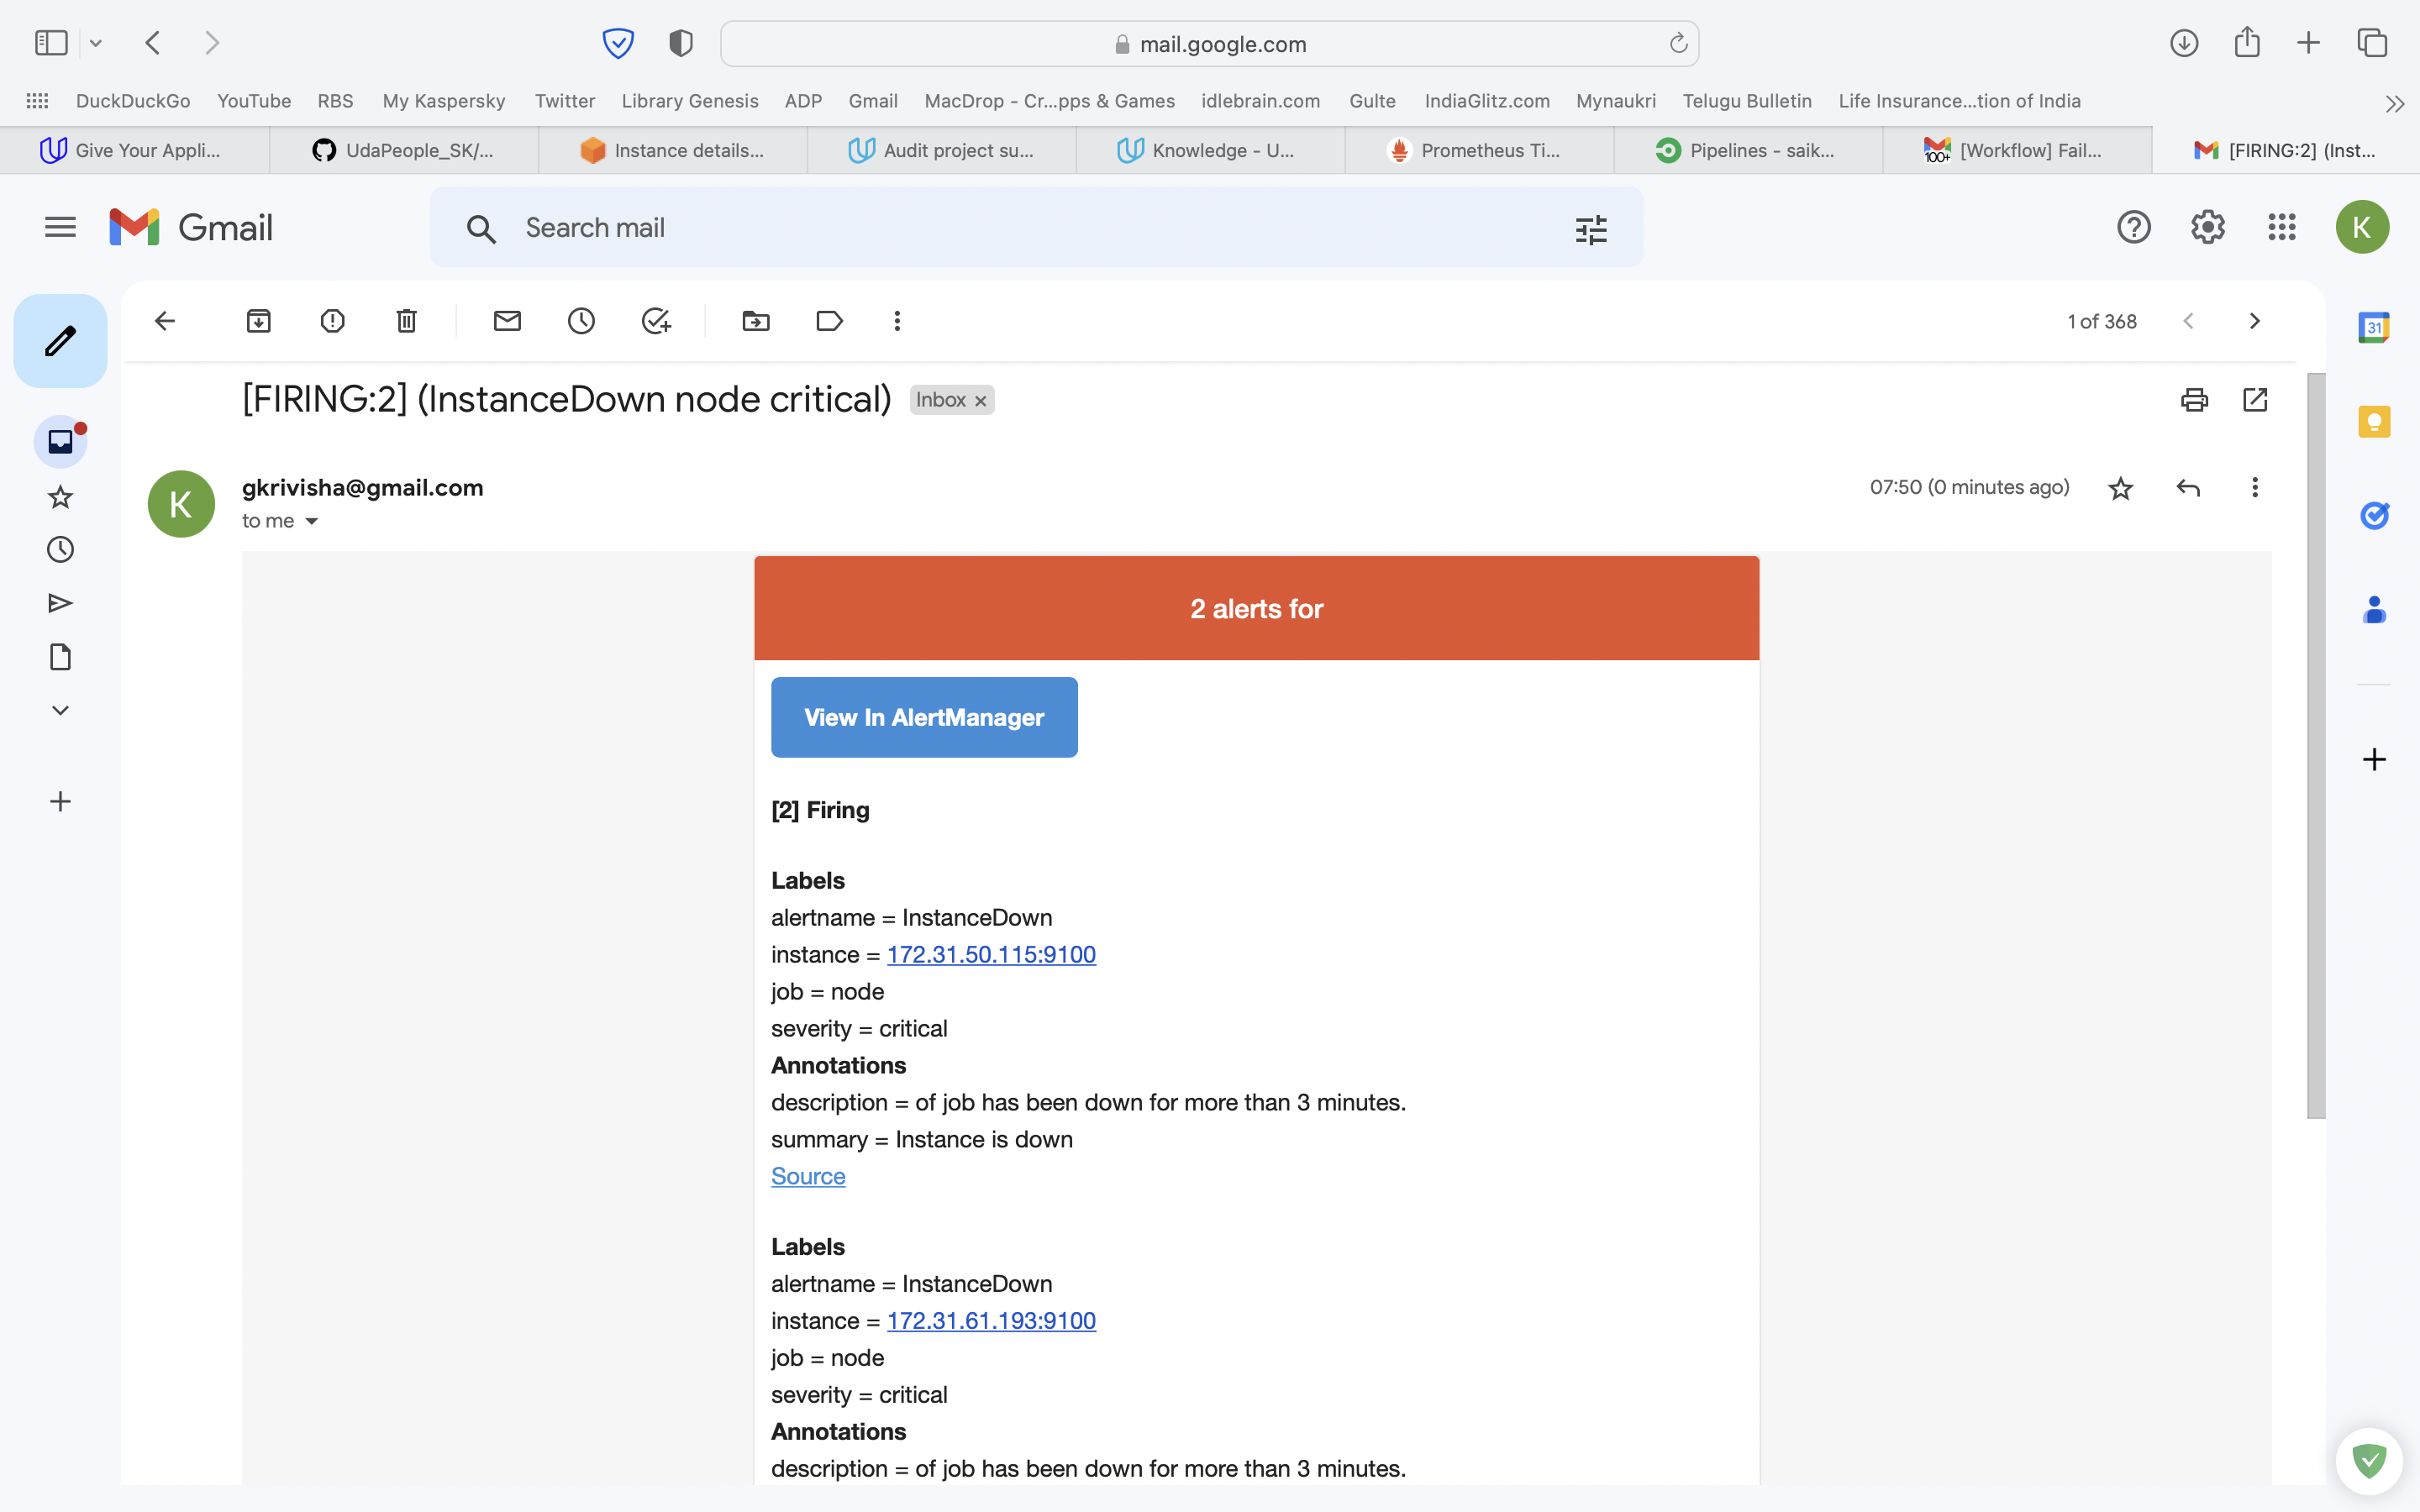 mail.google.com
DuckDuckGo YouTube RBS My Kaspersky Twitter Library Genesis ADP Gmail MacDrop - Cr...pps & Games idlebrain.com Gulte IndiaGlitz.com Mynaukri Telugu Bulletin Life Insurance...tion of India
Give Your Appli... UdaPeople_SK/... Instance details... Audit project su... Knowledge - U... Prometheus Ti... Pipelines - saik... 100+ [Workflow] Fail... [FIRING:2] (Inst...
Gmail Search mail K
1 of 368 31
[FIRING:2] (InstanceDown node critical) Inbox ×
K gkrivisha@gmail.com 07:50 (0 minutes ago)
to me
2 alerts for
View In AlertManager
[2] Firing
Labels
alertname = InstanceDown
instance = 172.31.50.115:9100
job = node
severity = critical
Annotations
description = of job has been down for more than 3 minutes.
summary = Instance is down
Source
Labels
alertname = InstanceDown
instance = 172.31.61.193:9100
job = node
severity = critical
Annotations
description = of job has been down for more than 3 minutes.